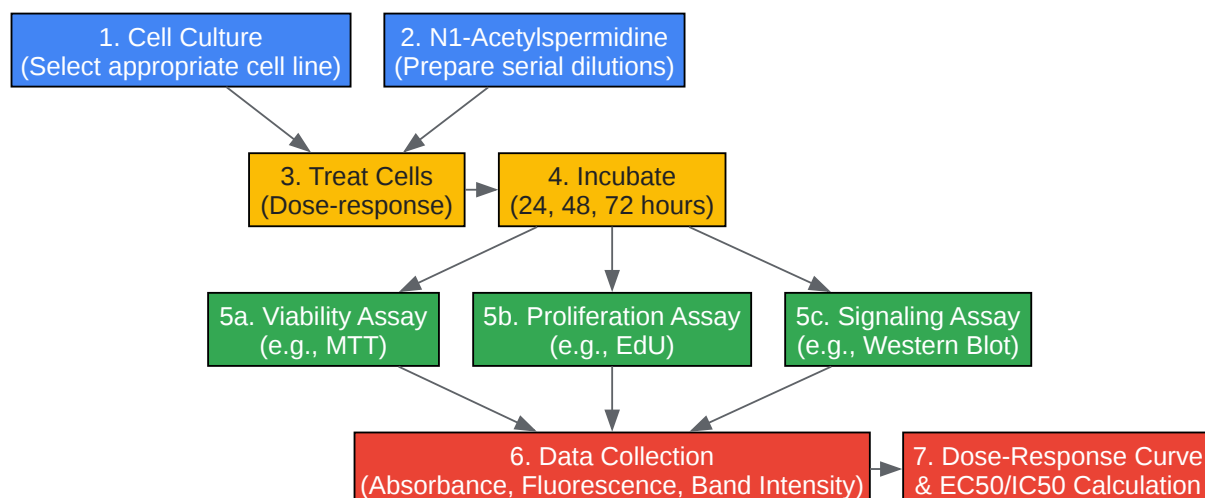 1. Cell Culture
(Select appropriate cell line)
2. N1-Acetylspermidine
(Prepare serial dilutions)
3. Treat Cells
(Dose-response)
4. Incubate
(24, 48, 72 hours)
5a. Viability Assay
(e.g., MTT)
5b. Proliferation Assay
(e.g., EdU)
5c. Signaling Assay
(e.g., Western Blot)
6. Data Collection
(Absorbance, Fluorescence, Band Intensity)
7. Dose-Response Curve
& EC50/IC50 Calculation